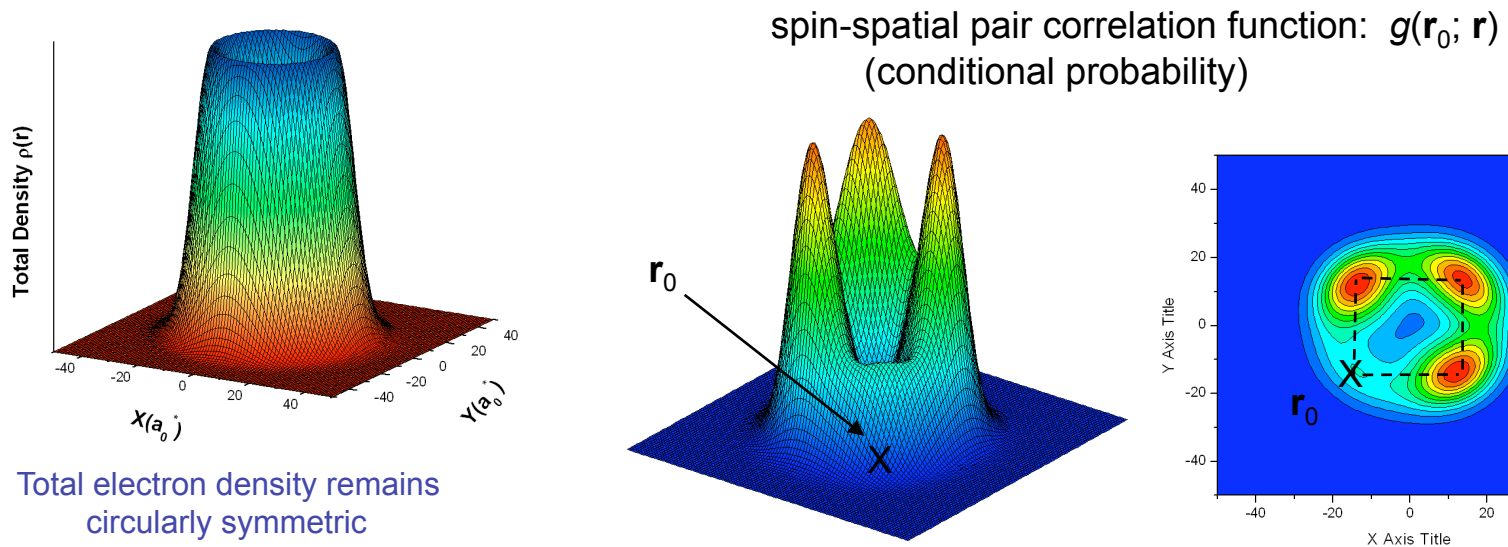 spin-spatial pair correlation function: g(r₀; r)
(conditional probability)
Total Density ρ(r)
40
20
0
-20
-40
Y(a₀*)
-40
-20
0
20
40
X(a₀*)
Total electron density remains
circularly symmetric
r₀
X
40
20
0
-20
-40
Y Axis Title
X
r₀
-40
-20
0
20
X Axis Title